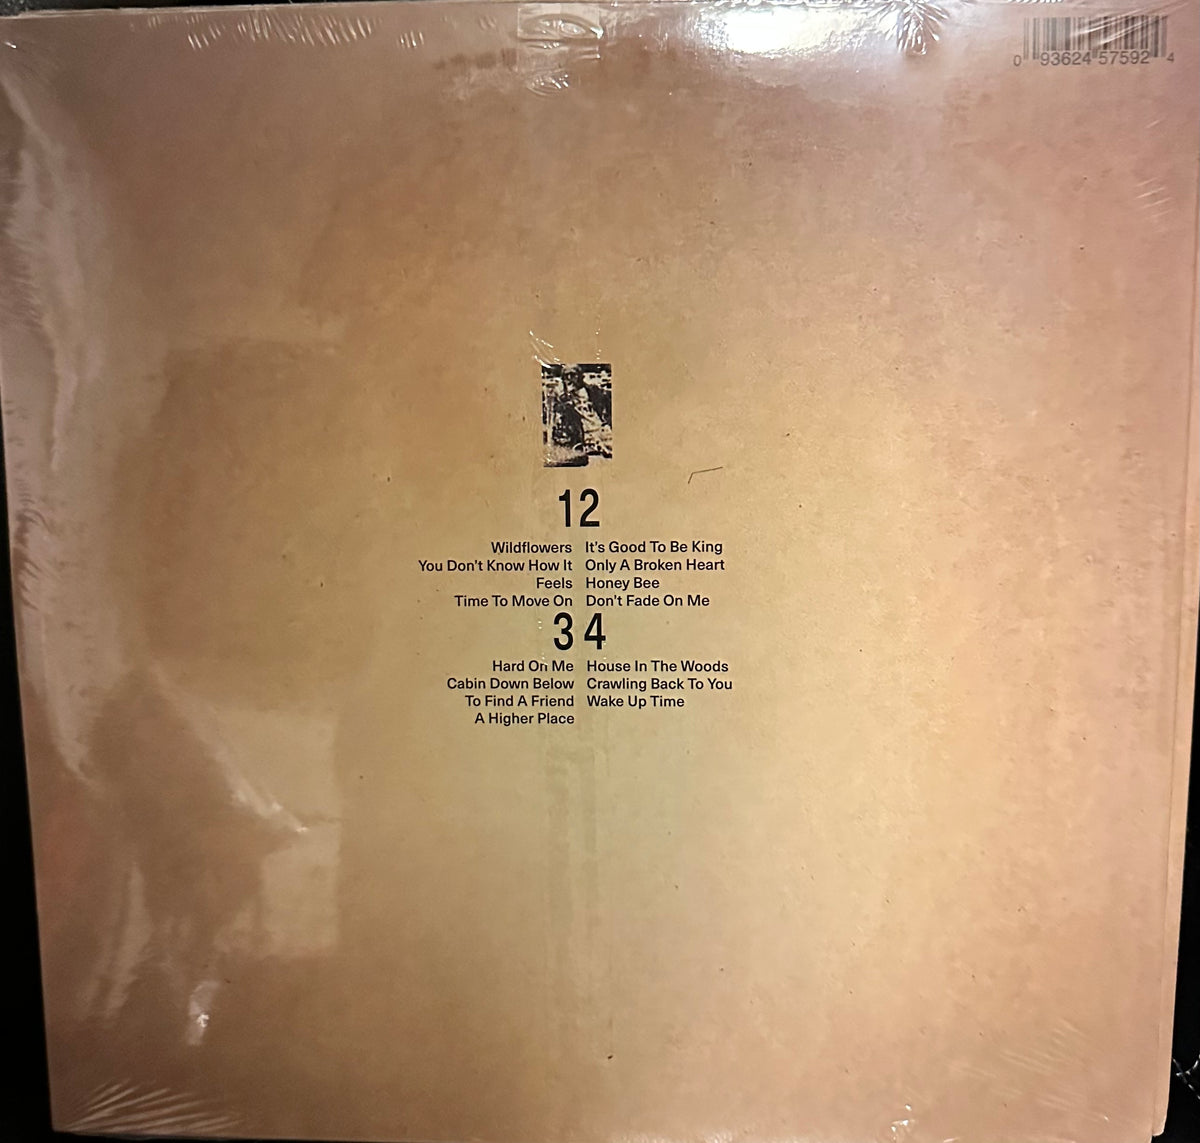 0 93624 57592 4
12
Wildflowers
You Don't Know How It
Feels
Time To Move On
It's Good To Be King
Only A Broken Heart
Honey Bee
Don't Fade On Me
3 4
Hard On Me
Cabin Down Below
To Find A Friend
A Higher Place
House In The Woods
Crawling Back To You
Wake Up Time